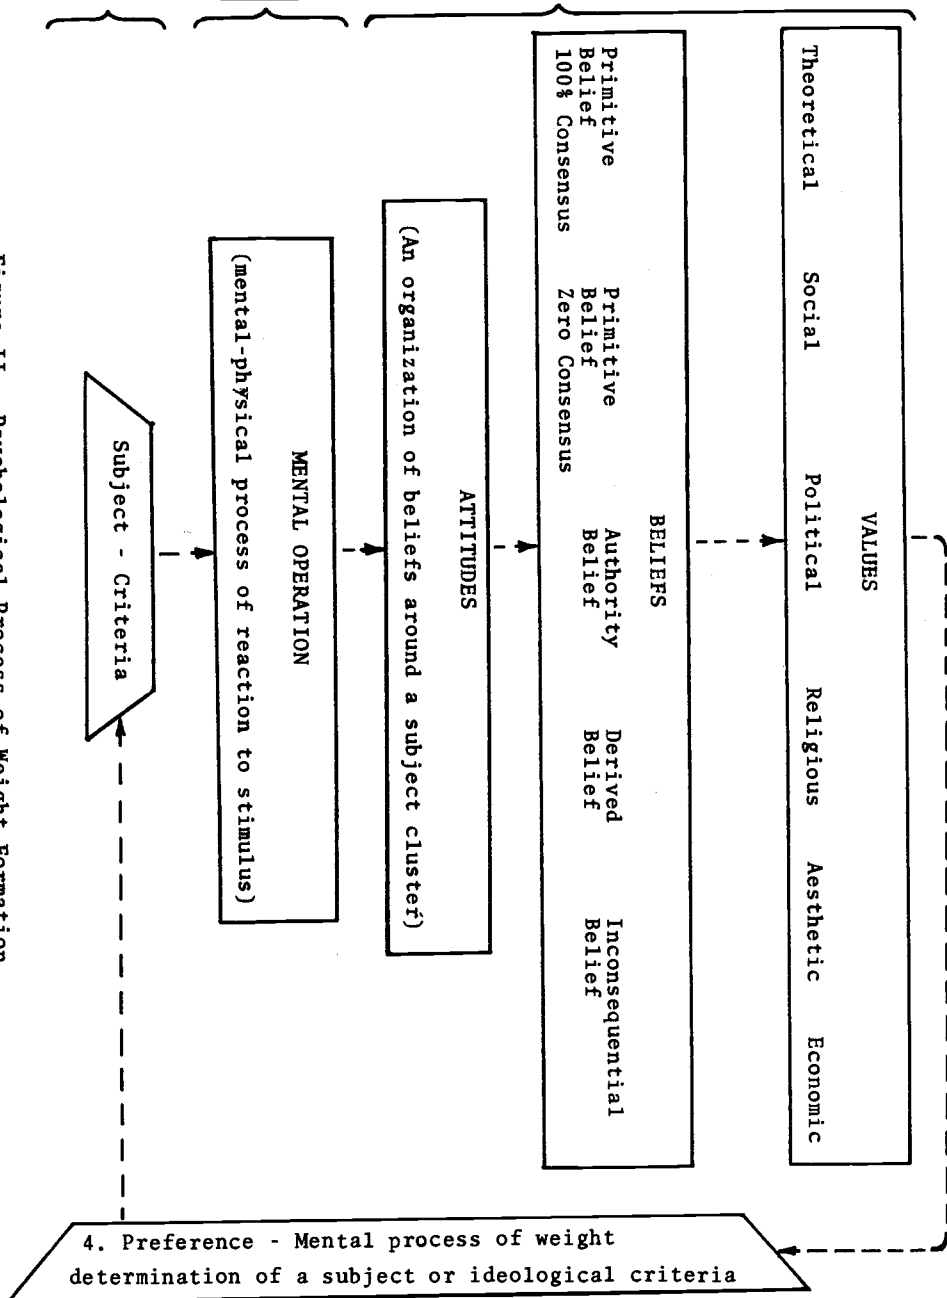 VALUES
Theoretical Social Political Religious Aesthetic Economic
BELIEFS
Primitive Belief 100% Consensus
Primitive Belief Zero Consensus
Authority Belief
Derived Belief
Inconsequential Belief
ATTITUDES
(An organization of beliefs around a subject cluster)
MENTAL OPERATION
(mental-physical process of reaction to stimulus)
Subject - Criteria
4. Preference - Mental process of weight
determination of a subject or ideological criteria
Psychological Process of Weight Formation